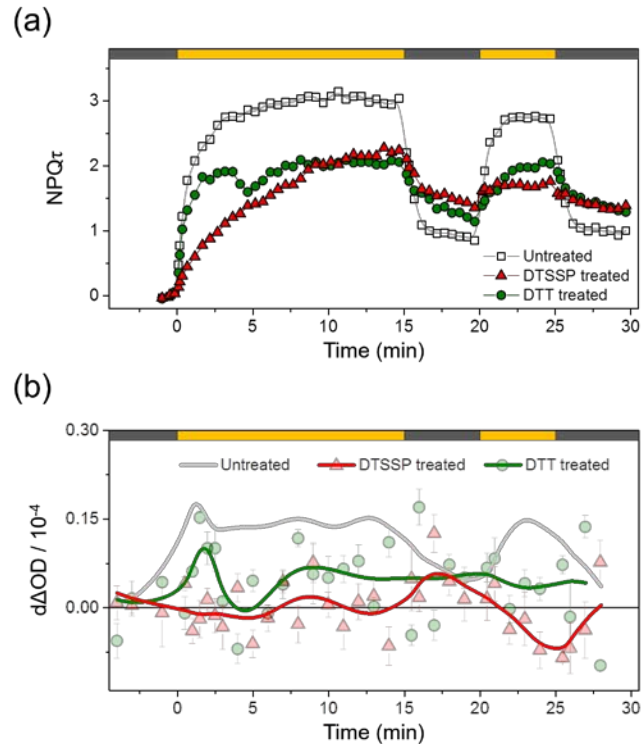 (a)
NPQτ
3
2
1
0
Untreated
DTSSP treated
DTT treated
0 5 10 15 20 25 30
Time (min)
(b)
dΔOD / 10⁻⁴
0.30
0.15
0.00
Untreated DTSSP treated DTT treated
0 5 10 15 20 25 30
Time (min)